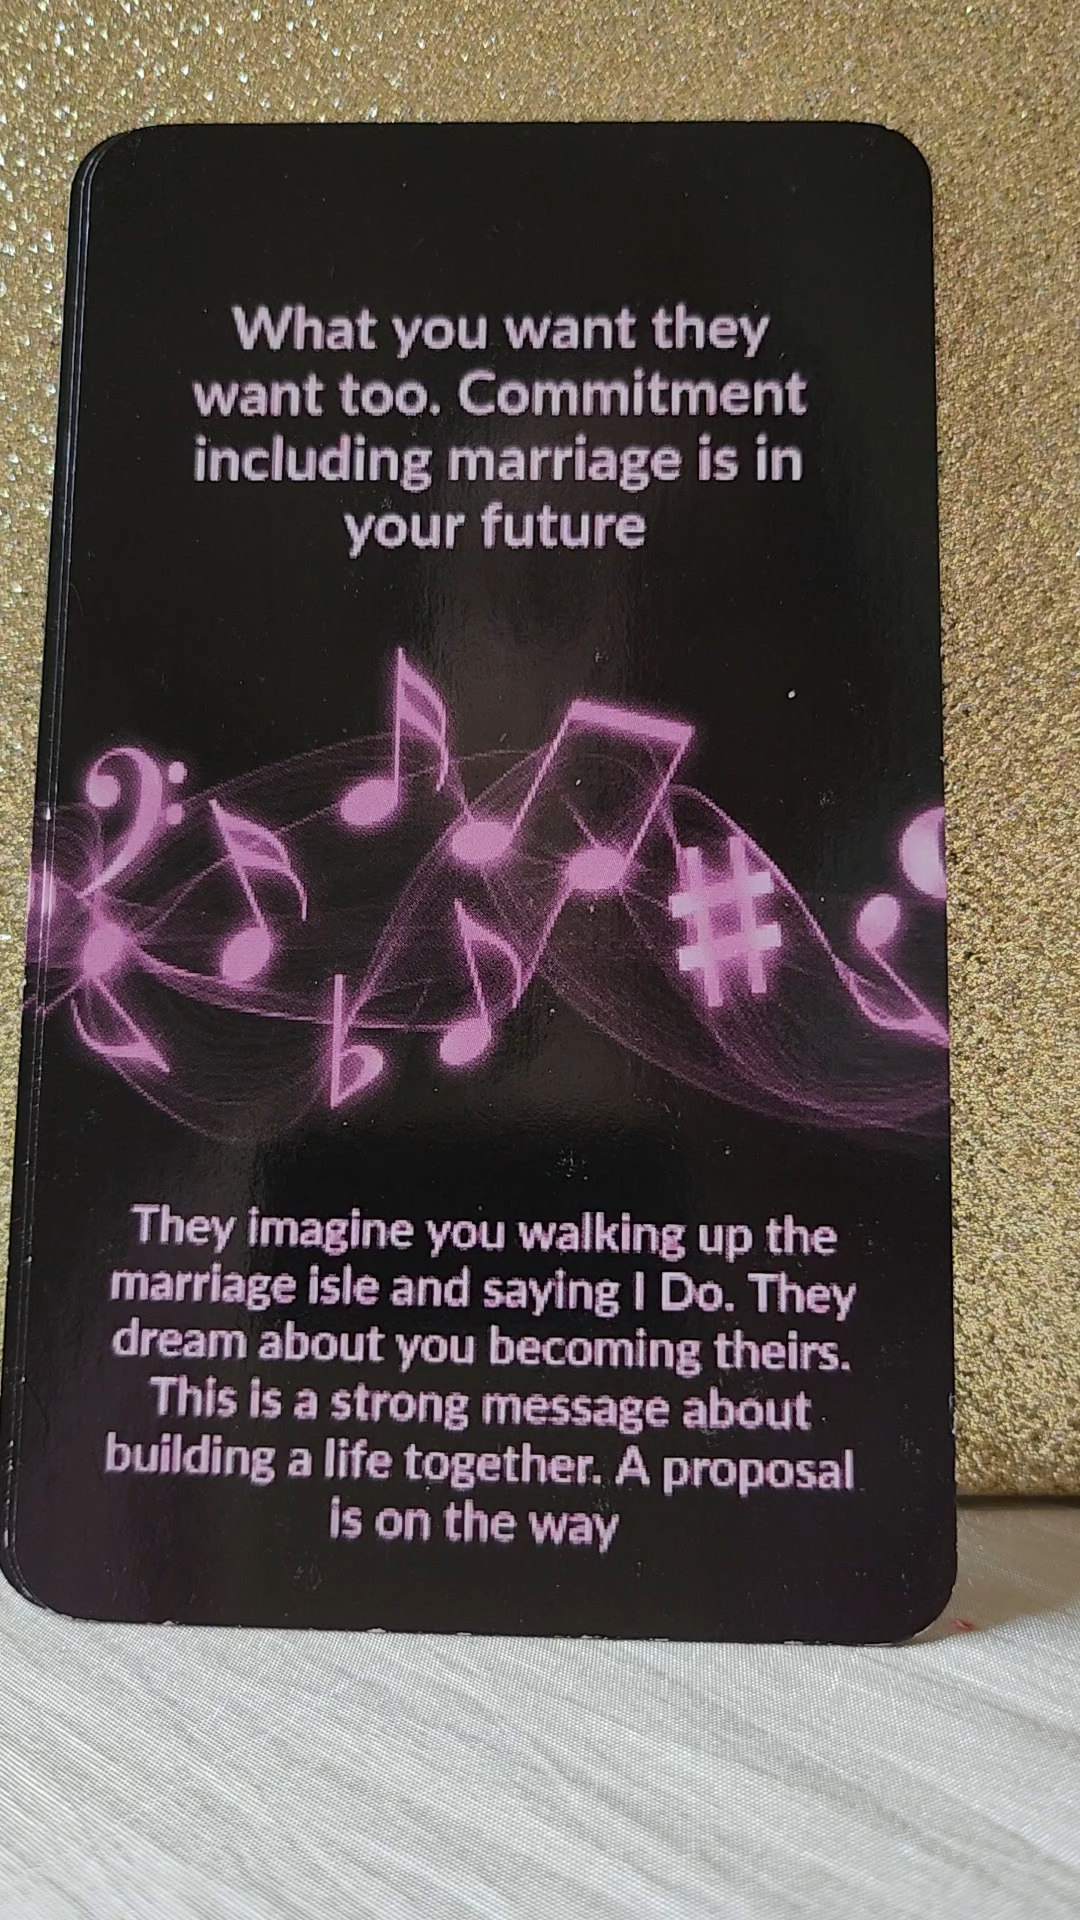 What you want they
want too. Commitment
including marriage is in
your future
They imagine you walking up the
marriage isle and saying I Do. They
dream about you becoming theirs.
This is a strong message about
building a life together. A proposal
is on the way